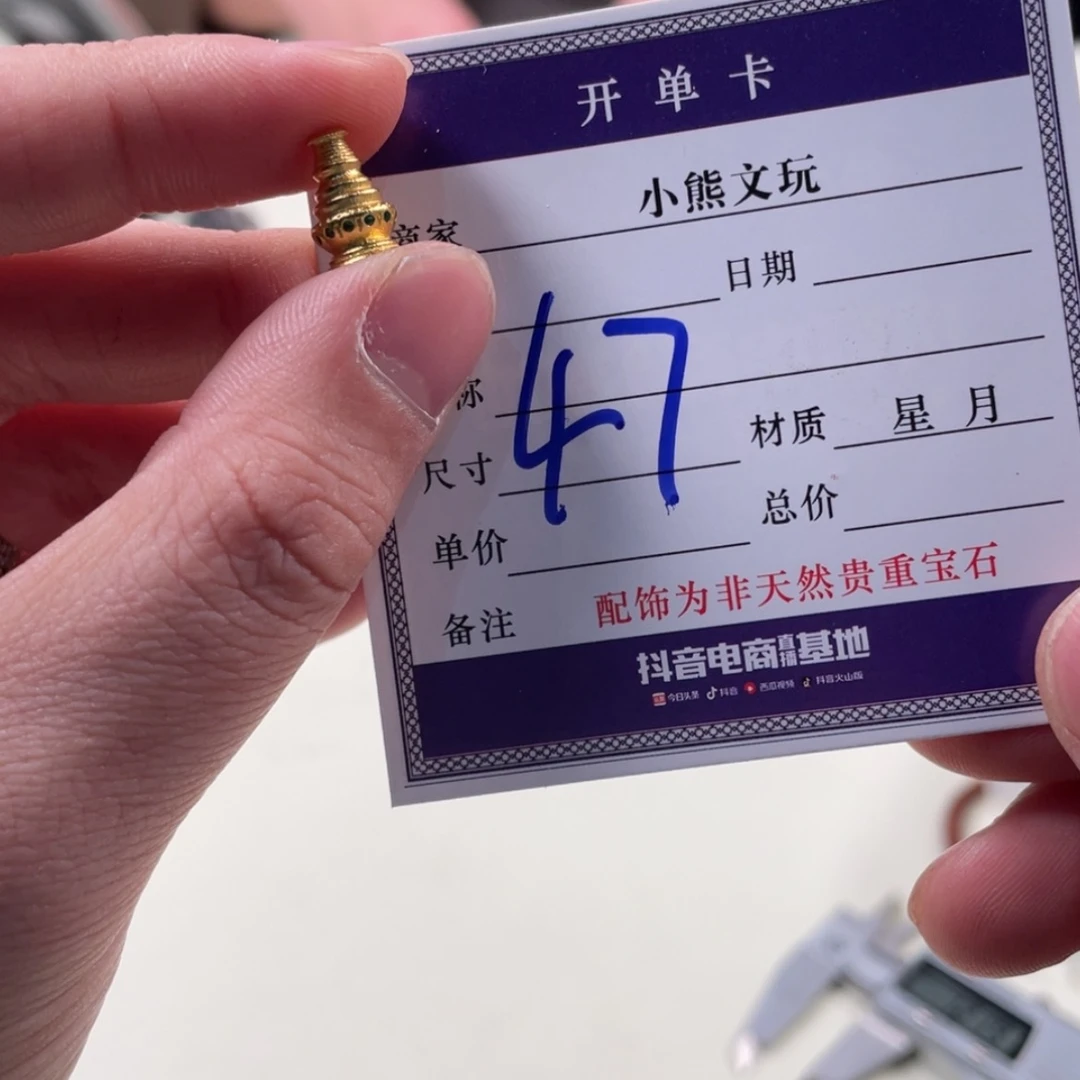 开单卡
商家 小熊文玩
日期
47
尺寸 材质 星月
单价 总价
备注 配饰为非天然贵重宝石
抖音电商直播基地
今日头条 抖音 西瓜视频 抖音火山版